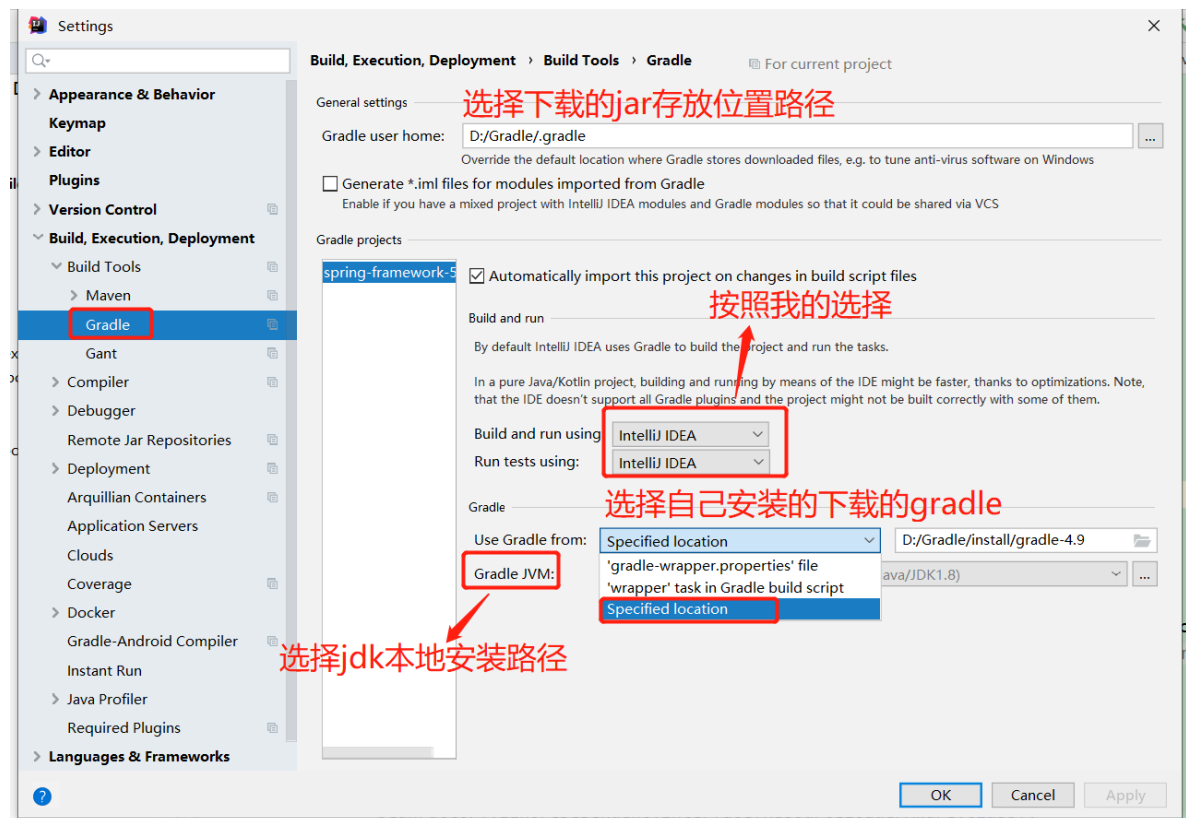 Settings
Build, Execution, Deployment › Build Tools › Gradle
For current project
Appearance & Behavior
Keymap
Editor
Plugins
Version Control
Build, Execution, Deployment
Build Tools
Maven
Gradle
Gant
Compiler
Debugger
Remote Jar Repositories
Deployment
Arquillian Containers
Application Servers
Clouds
Coverage
Docker
Gradle-Android Compiler
Instant Run
Java Profiler
Required Plugins
Languages & Frameworks
General settings
选择下载的jar存放位置路径
Gradle user home: D:/Gradle/.gradle ...
Override the default location where Gradle stores downloaded files, e.g. to tune anti-virus software on Windows
Generate *.iml files for modules imported from Gradle
Enable if you have a mixed project with IntelliJ IDEA modules and Gradle modules so that it could be shared via VCS
Gradle projects
spring-framework-5
Automatically import this project on changes in build script files
按照我的选择
Build and run
By default IntelliJ IDEA uses Gradle to build the project and run the tasks.
In a pure Java/Kotlin project, building and running by means of the IDE might be faster, thanks to optimizations. Note,
that the IDE doesn't support all Gradle plugins and the project might not be built correctly with some of them.
Build and run using IntelliJ IDEA
Run tests using: IntelliJ IDEA
选择自己安装的下载的gradle
Gradle
Use Gradle from: Specified location D:/Gradle/install/gradle-4.9
'gradle-wrapper.properties' file
Gradle JVM: ava/JDK1.8) ...
'wrapper' task in Gradle build script
Specified location
选择jdk本地安装路径
? OK Cancel Apply